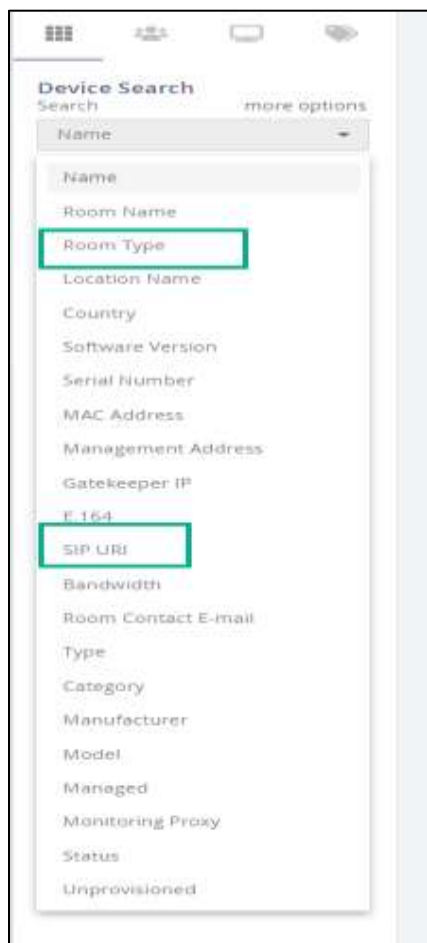 Device Search
Search more options
Name
Name
Room Name
Room Type
Location Name
Country
Software Version
Serial Number
MAC Address
Management Address
Gatekeeper IP
E.164
SIP URI
Bandwidth
Room Contact E-mail
Type
Category
Manufacturer
Model
Managed
Monitoring Proxy
Status
Unprovisioned